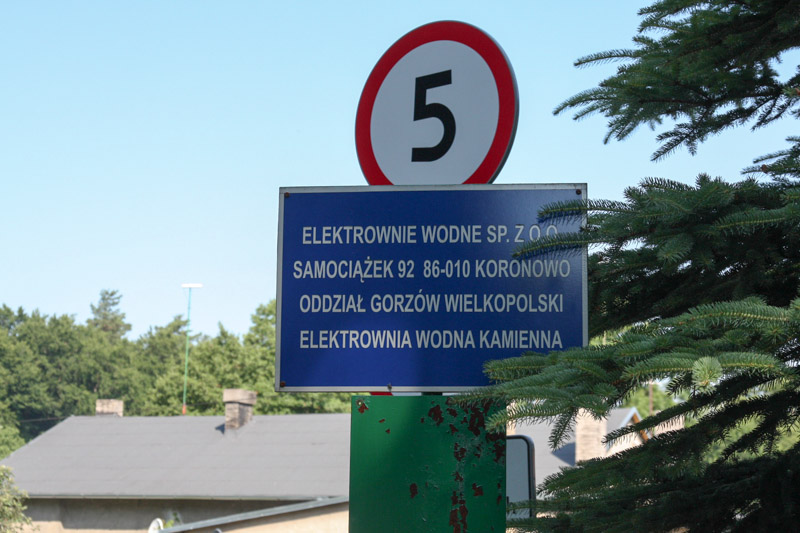 5
ELEKTROWNIE WODNE SP. Z O.O.
SAMOCIĄŻEK 92 86-010 KORONOWO
ODDZIAŁ GORZÓW WIELKOPOLSKI
ELEKTROWNIA WODNA KAMIENNA